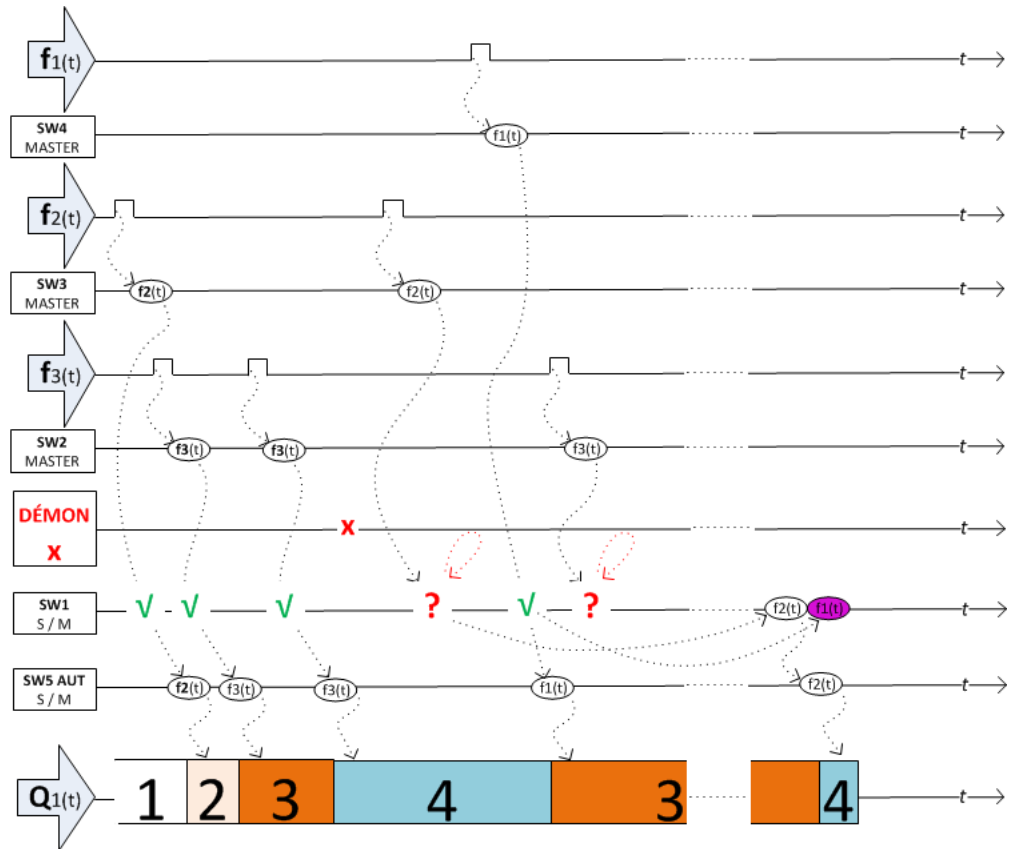 f1(t)
t
SW4
MASTER
f1(t)
t
f2(t)
t
SW3
MASTER
f2(t)
f2(t)
t
f3(t)
t
SW2
MASTER
f3(t)
f3(t)
f3(t)
t
DÉMON
X
x
t
SW1
S / M
√
√
√
?
√
?
f2(t)
f1(t)
t
SW5 AUT
S / M
f2(t)
f3(t)
f3(t)
f1(t)
f2(t)
t
Q1(t)
1
2
3
4
3
4
t